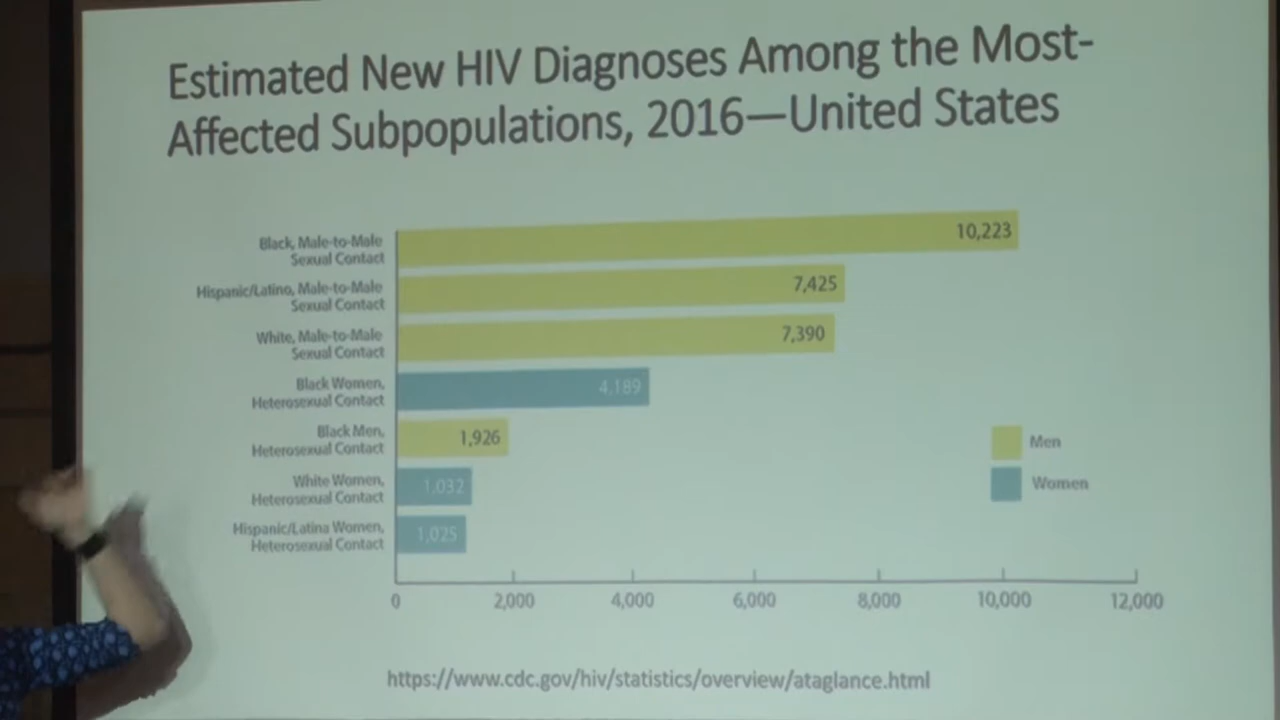 Estimated New HIV Diagnoses Among the Most-
Affected Subpopulations, 2016—United States
Black, Male-to-Male
Sexual Contact
10,223
Hispanic/Latino, Male-to-Male
Sexual Contact
7,425
White, Male-to-Male
Sexual Contact
7,390
Black Women,
Heterosexual Contact
4,189
Black Men,
Heterosexual Contact
1,926
White Women,
Heterosexual Contact
1,032
Hispanic/Latina Women,
Heterosexual Contact
1,025
Men
Women
0 2,000 4,000 6,000 8,000 10,000 12,000
https://www.cdc.gov/hiv/statistics/overview/ataglance.html